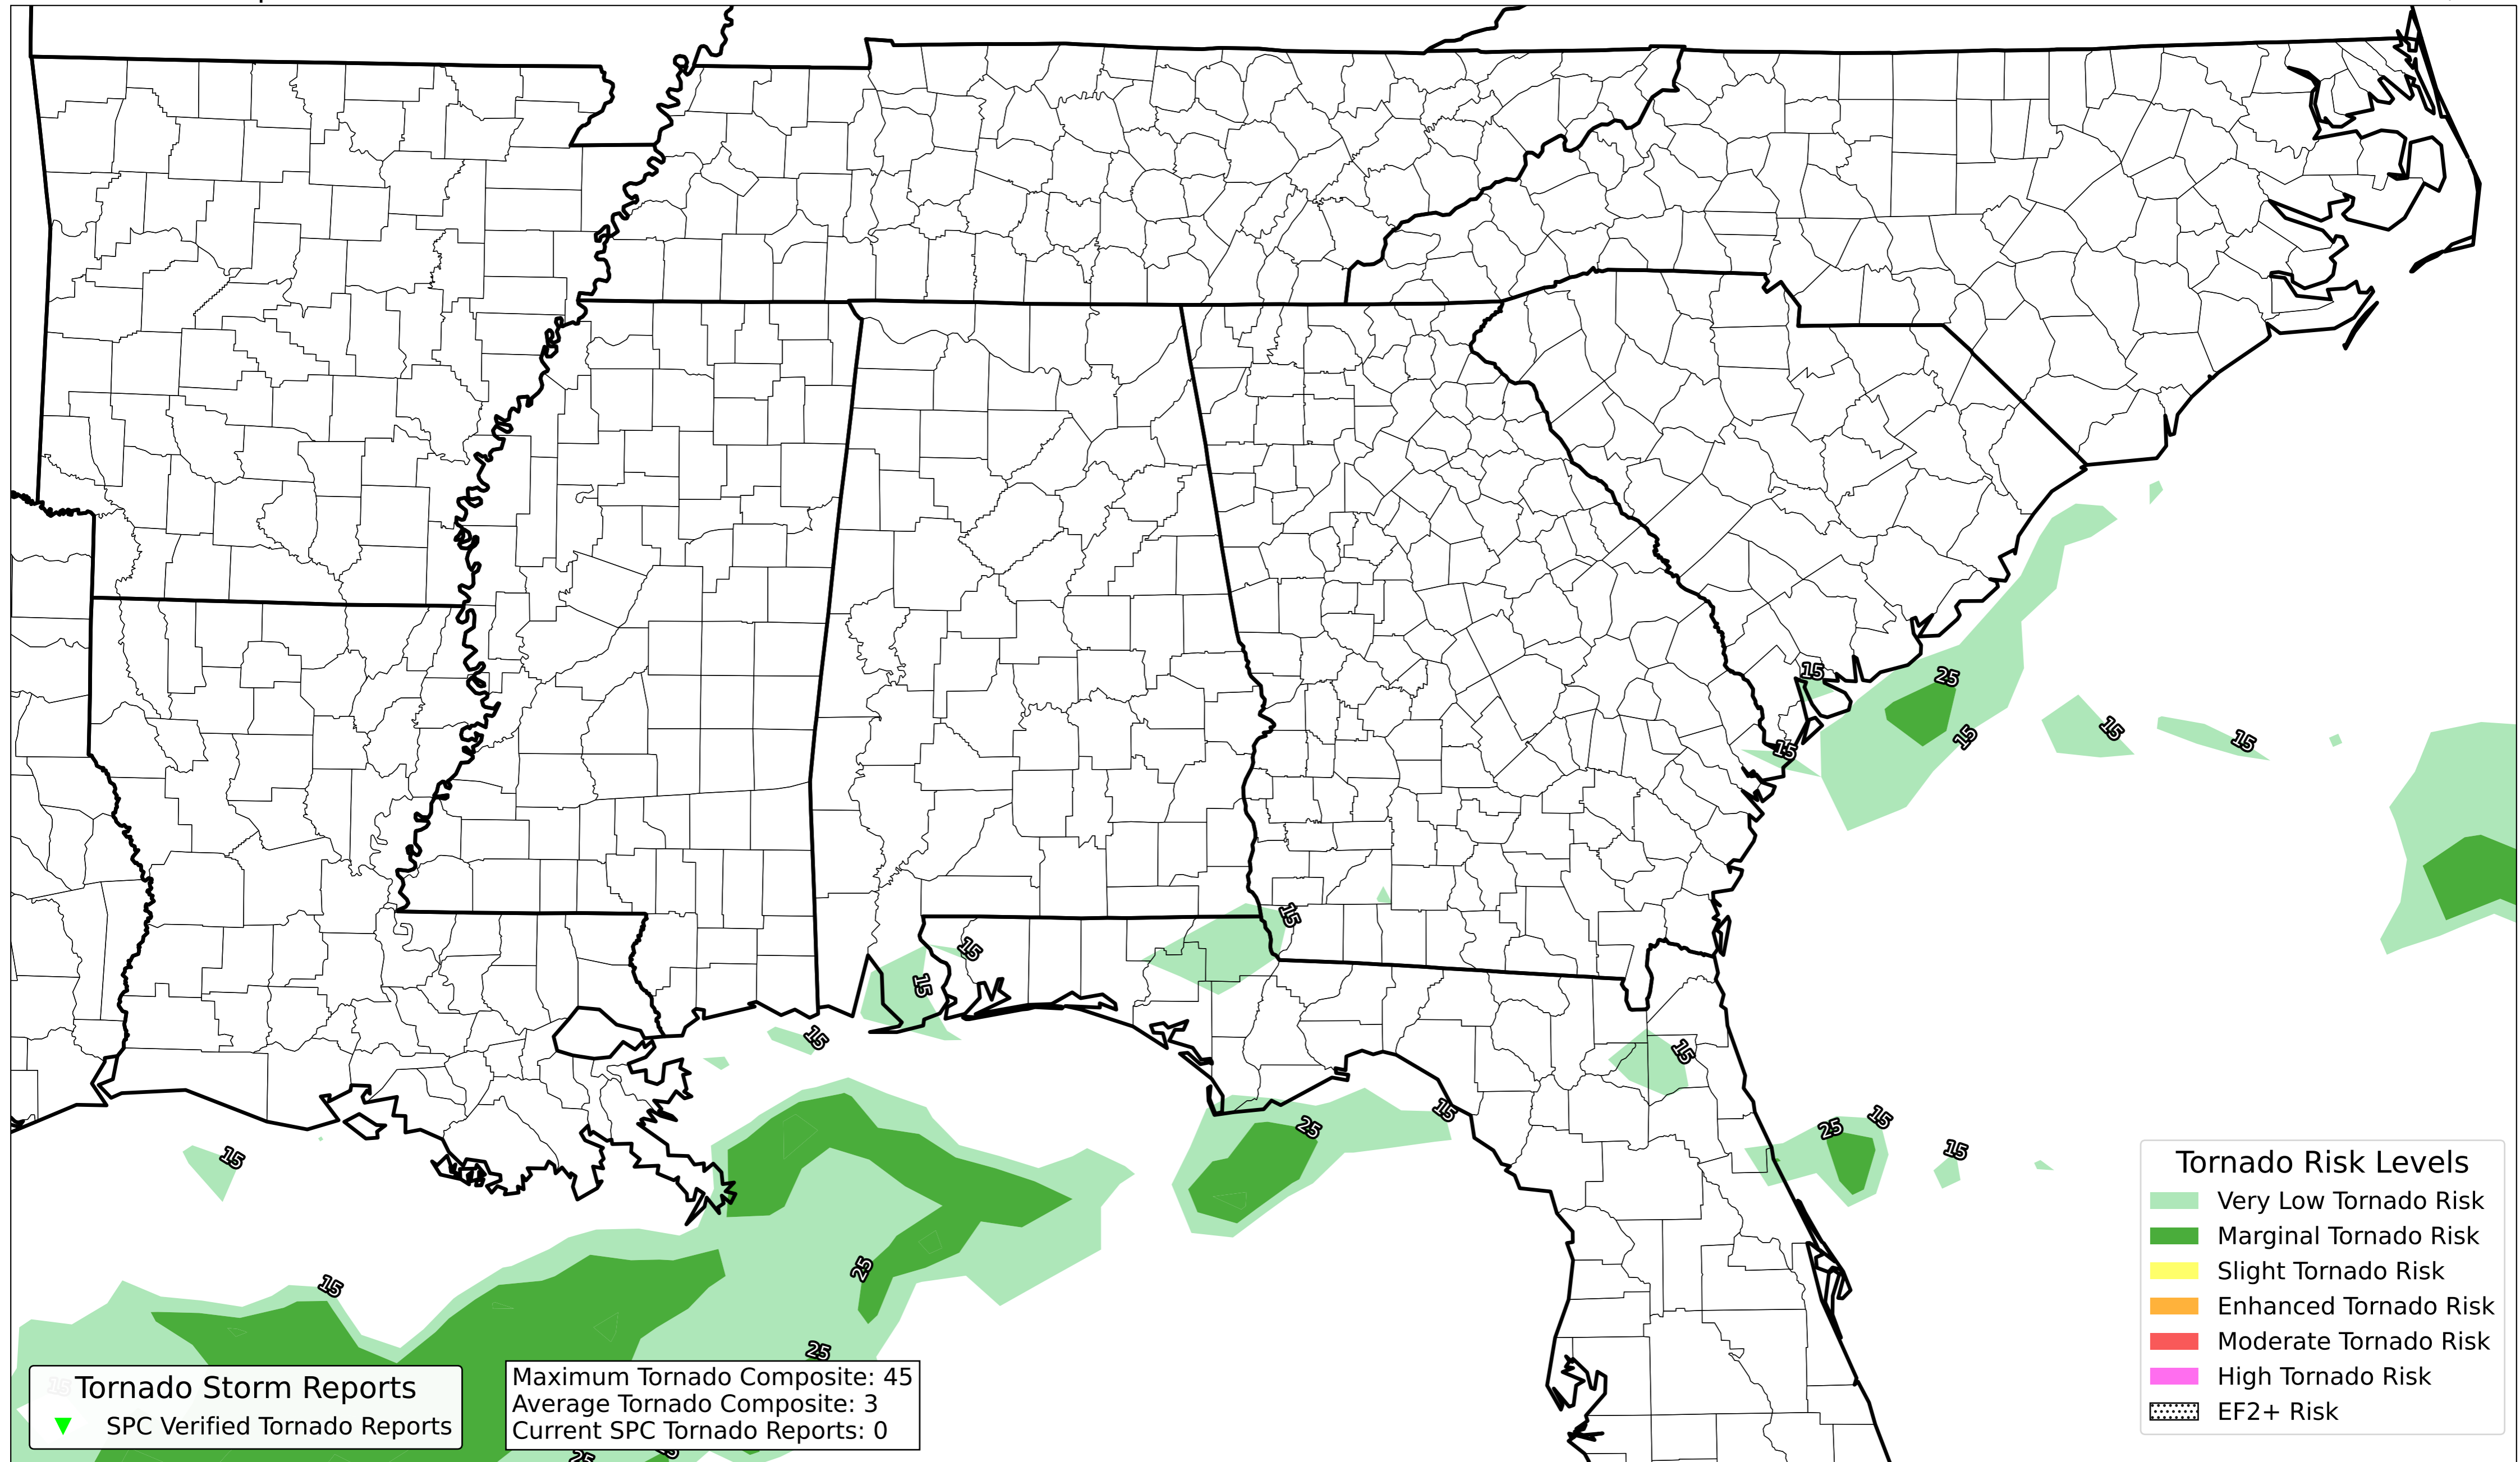 15
25
15
15
15
15
15
15
15
15
15
25
15
15
25
15
15
25
15
25
15
Tornado Storm Reports
SPC Verified Tornado Reports
Maximum Tornado Composite: 45
Average Tornado Composite: 3
Current SPC Tornado Reports: 0
25
Tornado Risk Levels
Very Low Tornado Risk
Marginal Tornado Risk
Slight Tornado Risk
Enhanced Tornado Risk
Moderate Tornado Risk
High Tornado Risk
EF2+ Risk